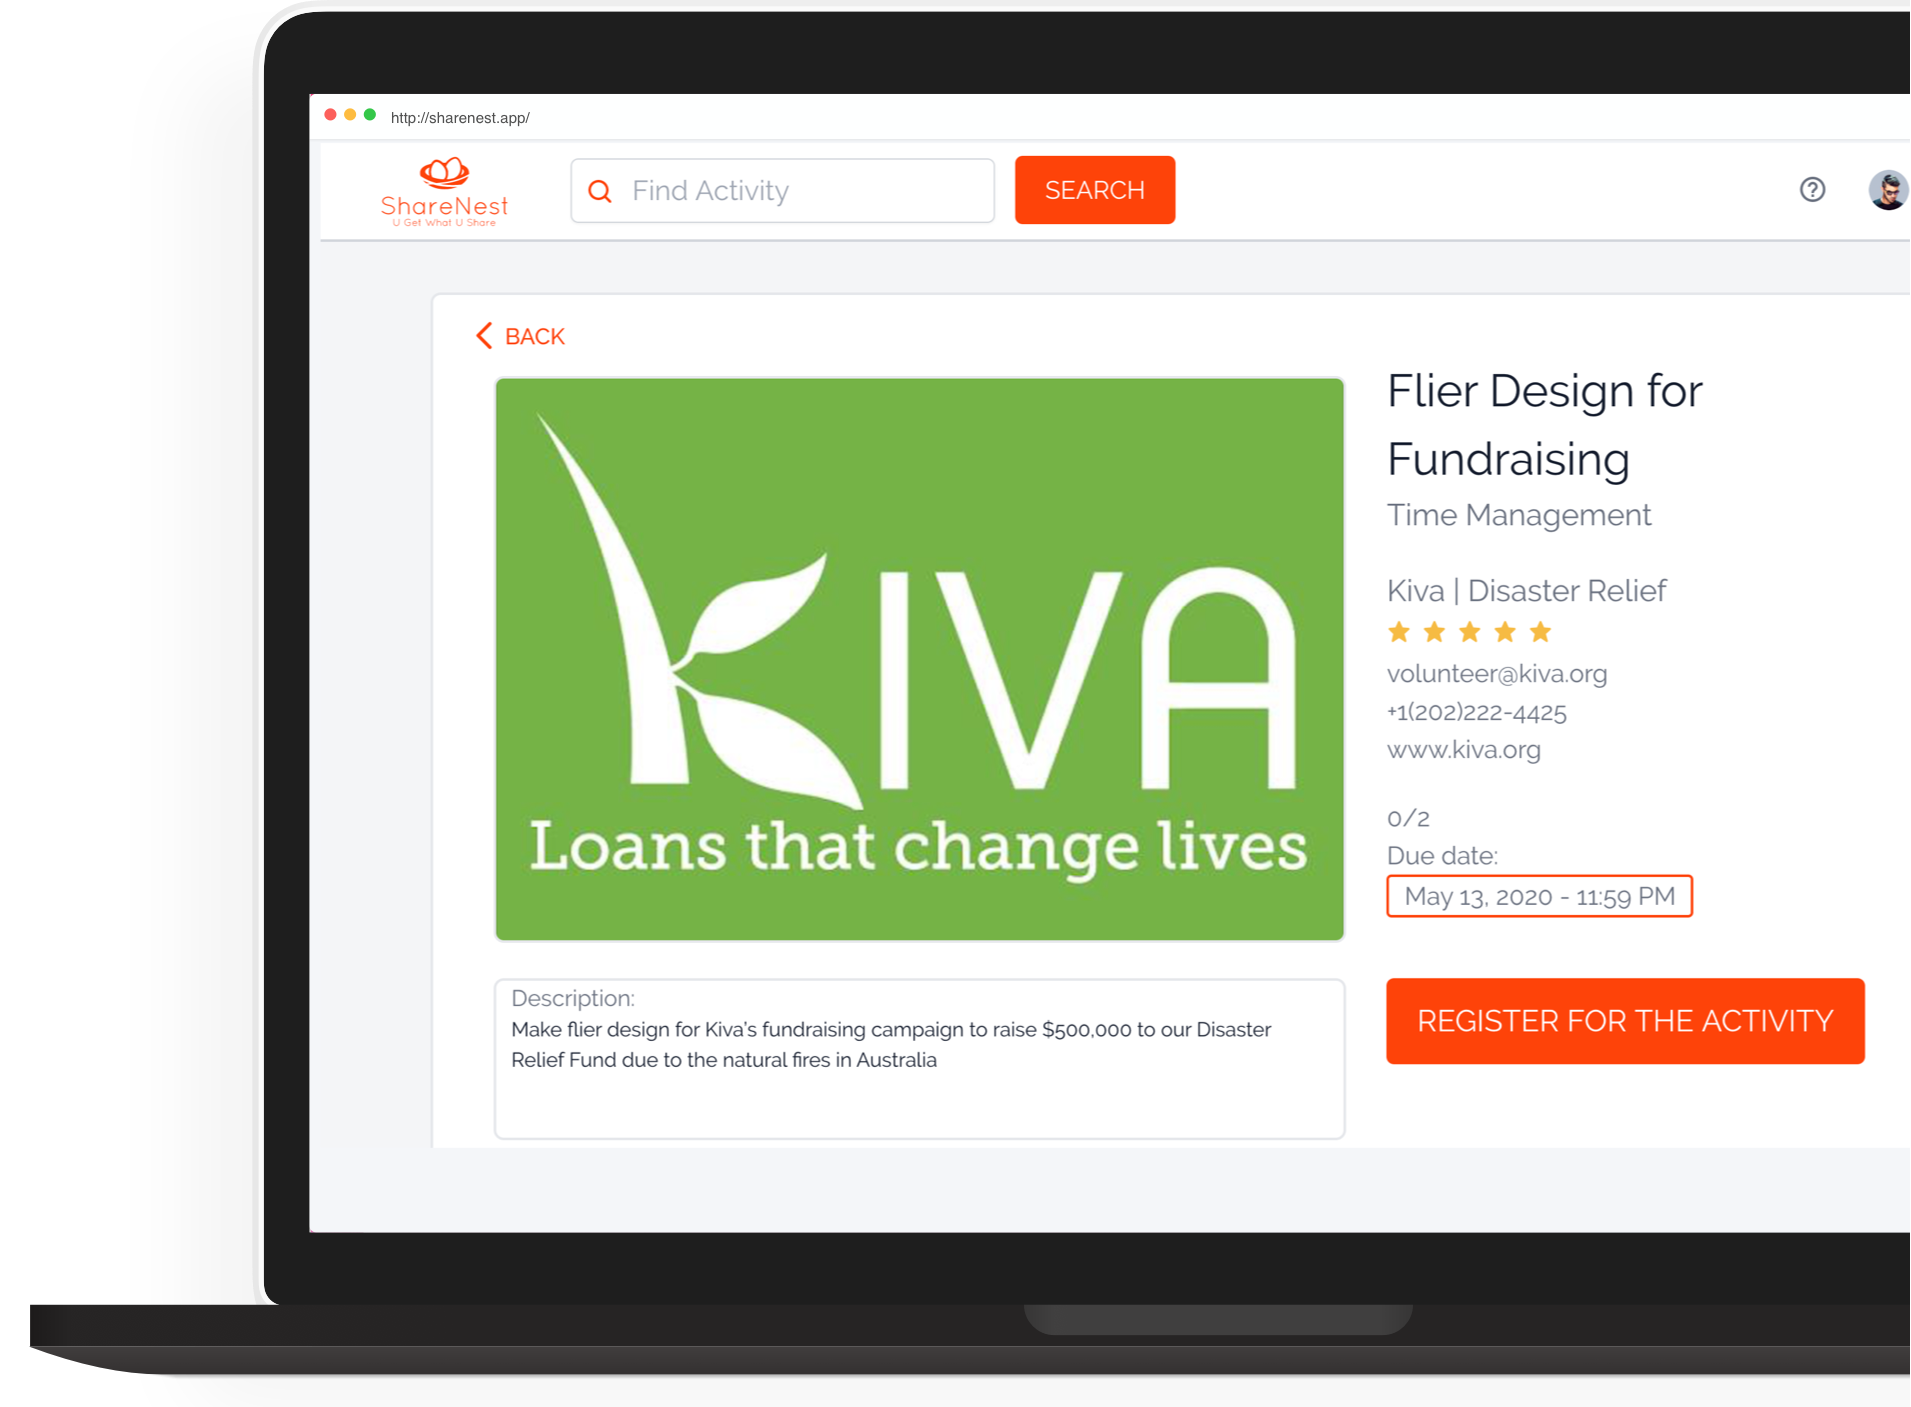 http://sharenest.app/
ShareNest
U Get What U Share
Find Activity
SEARCH
BACK
KIVA
Loans that change lives
Flier Design for
Fundraising
Time Management
Kiva | Disaster Relief
volunteer@kiva.org
+1(202)222-4425
www.kiva.org
0/2
Due date:
May 13, 2020 - 11:59 PM
Description:
Make flier design for Kiva's fundraising campaign to raise $500,000 to our Disaster
Relief Fund due to the natural fires in Australia
REGISTER FOR THE ACTIVITY